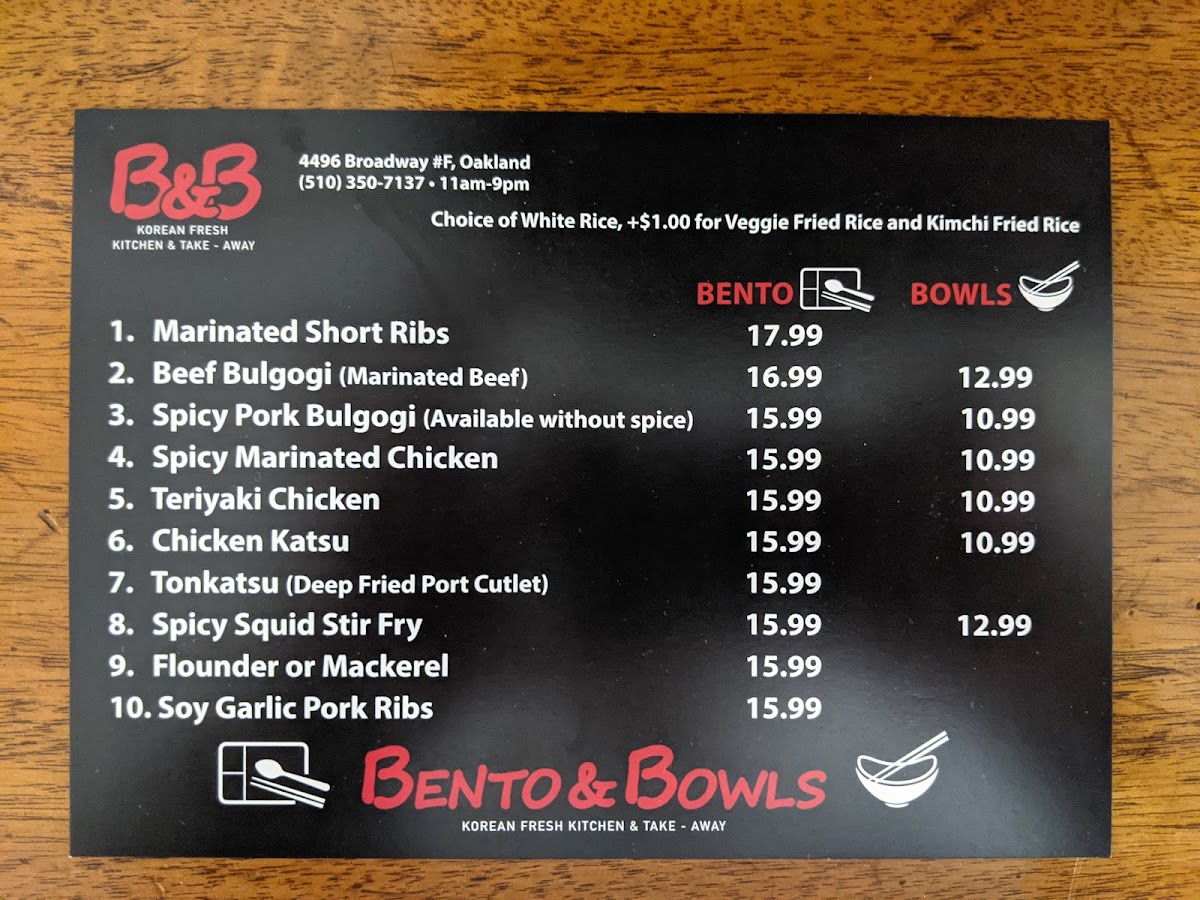 B&B
KOREAN FRESH
KITCHEN & TAKE - AWAY
4496 Broadway #F, Oakland
(510) 350-7137 • 11am-9pm
Choice of White Rice, +$1.00 for Veggie Fried Rice and Kimchi Fried Rice
BENTO BOWLS
1. Marinated Short Ribs 17.99
2. Beef Bulgogi (Marinated Beef) 16.99 12.99
3. Spicy Pork Bulgogi (Available without spice) 15.99 10.99
4. Spicy Marinated Chicken 15.99 10.99
5. Teriyaki Chicken 15.99 10.99
6. Chicken Katsu 15.99 10.99
7. Tonkatsu (Deep Fried Port Cutlet) 15.99
8. Spicy Squid Stir Fry 15.99 12.99
9. Flounder or Mackerel 15.99
10. Soy Garlic Pork Ribs 15.99
BENTO & BOWLS
KOREAN FRESH KITCHEN & TAKE - AWAY